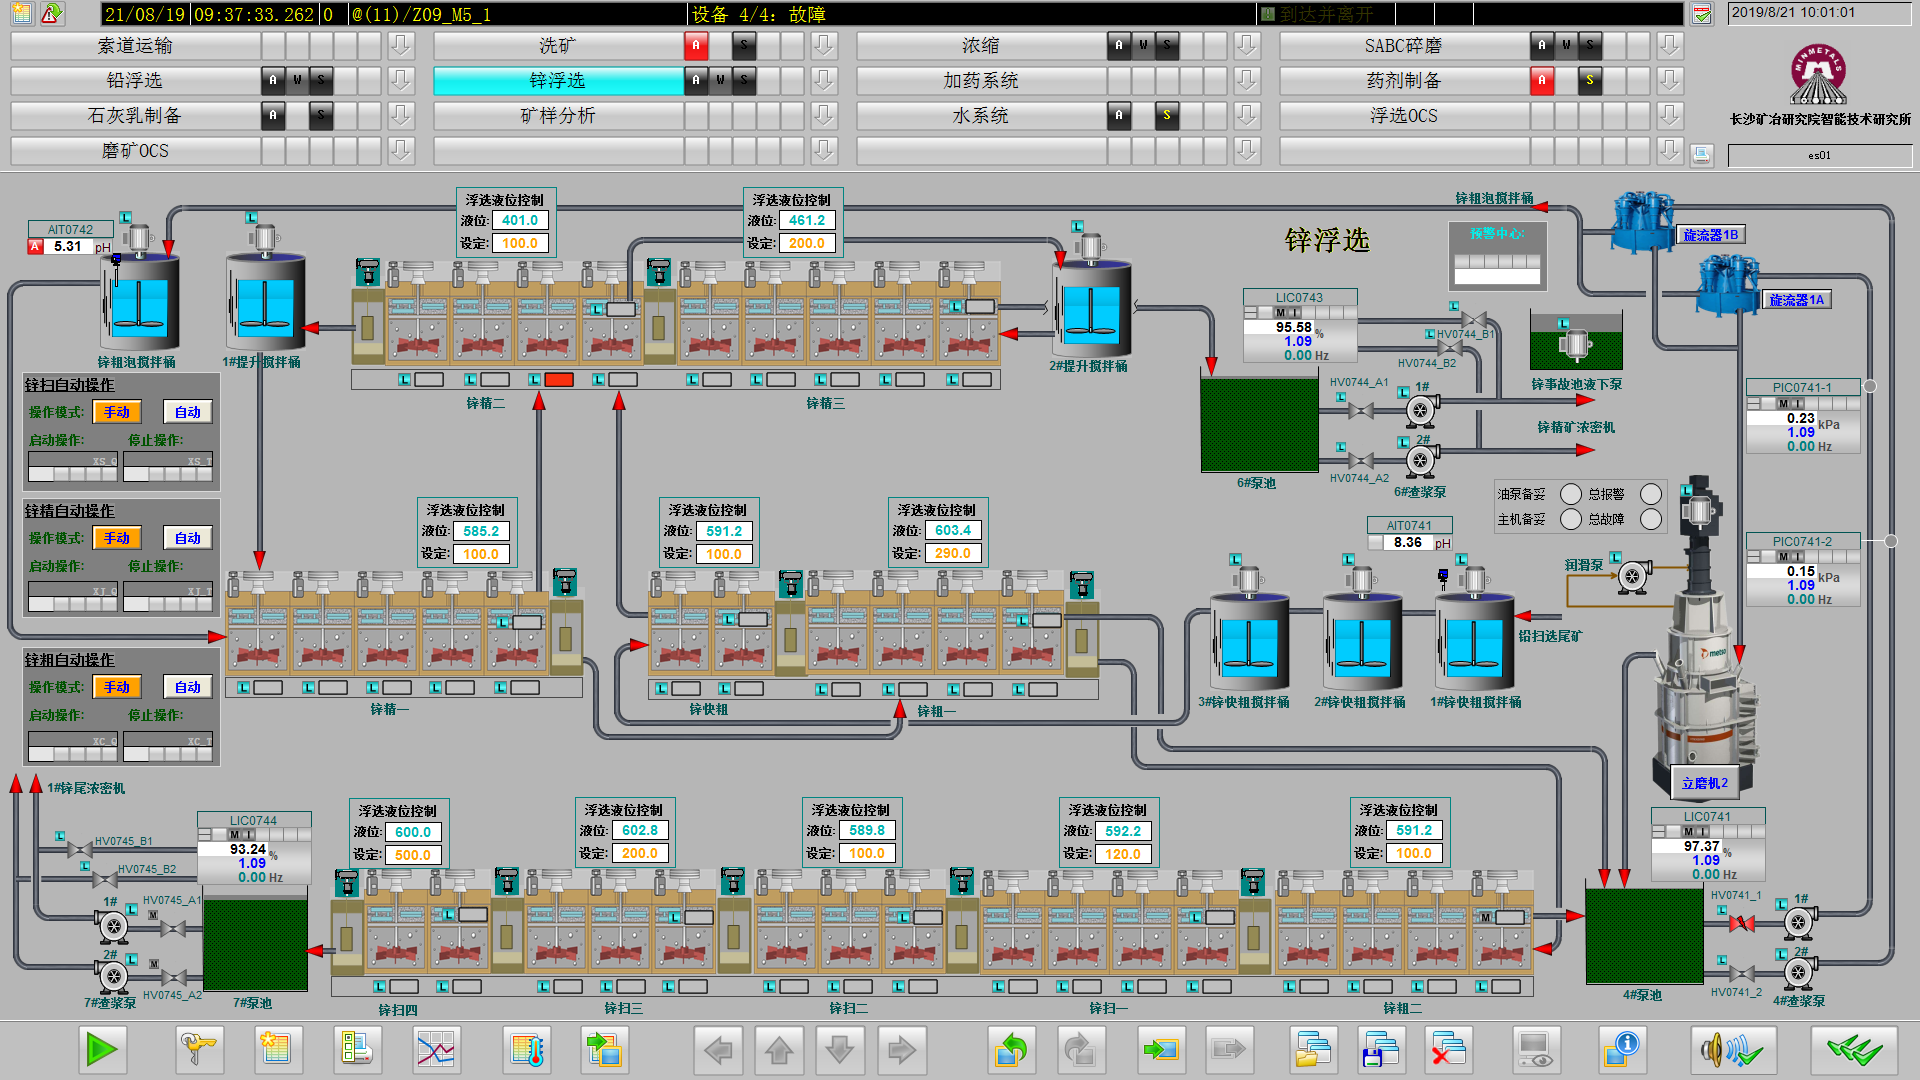 21/08/19 09:37:33.262 0 @(11)/Z09_M5_1 设备 4/4: 故障 到达并离开 2019/8/21 10:01:01
索道运输 洗矿 A S 浓缩 A W S SABC碎磨 A W S
铅浮选 A W S 锌浮选 A W S 加药系统 药剂制备 A S
石灰乳制备 A S 矿样分析 水系统 A S 浮选OCS
磨矿OCS
MINMETALS
长沙矿冶研究院智能技术研究所
es01
锌浮选
AIT0742
A 5.31 pH
锌粗泡搅拌桶
1#提升搅拌桶
浮选液位控制
液位: 401.0
设定: 100.0
浮选液位控制
液位: 461.2
设定: 200.0
锌精二
锌精三
2#提升搅拌桶
锌粗泡搅拌桶
预警中心:
旋流器1B
旋流器1A
LIC0743
M I
95.58 %
1.09
0.00 Hz
HV0744_B1
HV0744_B2
HV0744_A1
HV0744_A2
1#
2#
6#泵池
6#渣浆泵
锌事故池液下泵
锌精矿浓密机
PIC0741-1
M I
0.23 kPa
1.09
0.00 Hz
PIC0741-2
M I
0.15 kPa
1.09
0.00 Hz
油泵备妥 总报警
主机备妥 总故障
润滑泵
锌扫自动操作
操作模式: 手动 自动
启动操作: 停止操作:
XS_Q XS_T
锌精自动操作
操作模式: 手动 自动
启动操作: 停止操作:
XJ_Q XJ_T
锌粗自动操作
操作模式: 手动 自动
启动操作: 停止操作:
XC_Q XC_T
浮选液位控制
液位: 585.2
设定: 100.0
浮选液位控制
液位: 591.2
设定: 100.0
浮选液位控制
液位: 603.4
设定: 290.0
锌精一
锌快粗
锌粗一
AIT0741
8.36 pH
3#锌快粗搅拌桶
2#锌快粗搅拌桶
1#锌快粗搅拌桶
铅扫选尾矿
metso
立磨机2
1#锌尾浓密机
HV0745_B1
HV0745_B2
LIC0744
M I
93.24 %
1.09
0.00 Hz
HV0745_A1
HV0745_A2
1#
2#
7#渣浆泵
7#泵池
浮选液位控制
液位: 600.0
设定: 500.0
浮选液位控制
液位: 602.8
设定: 200.0
浮选液位控制
液位: 589.8
设定: 100.0
浮选液位控制
液位: 592.2
设定: 120.0
浮选液位控制
液位: 591.2
设定: 100.0
锌扫四
锌扫三
锌扫二
锌扫一
锌粗二
LIC0741
M I
97.37 %
1.09
0.00 Hz
HV0741_1
HV0741_2
1#
2#
4#泵池
4#渣浆泵